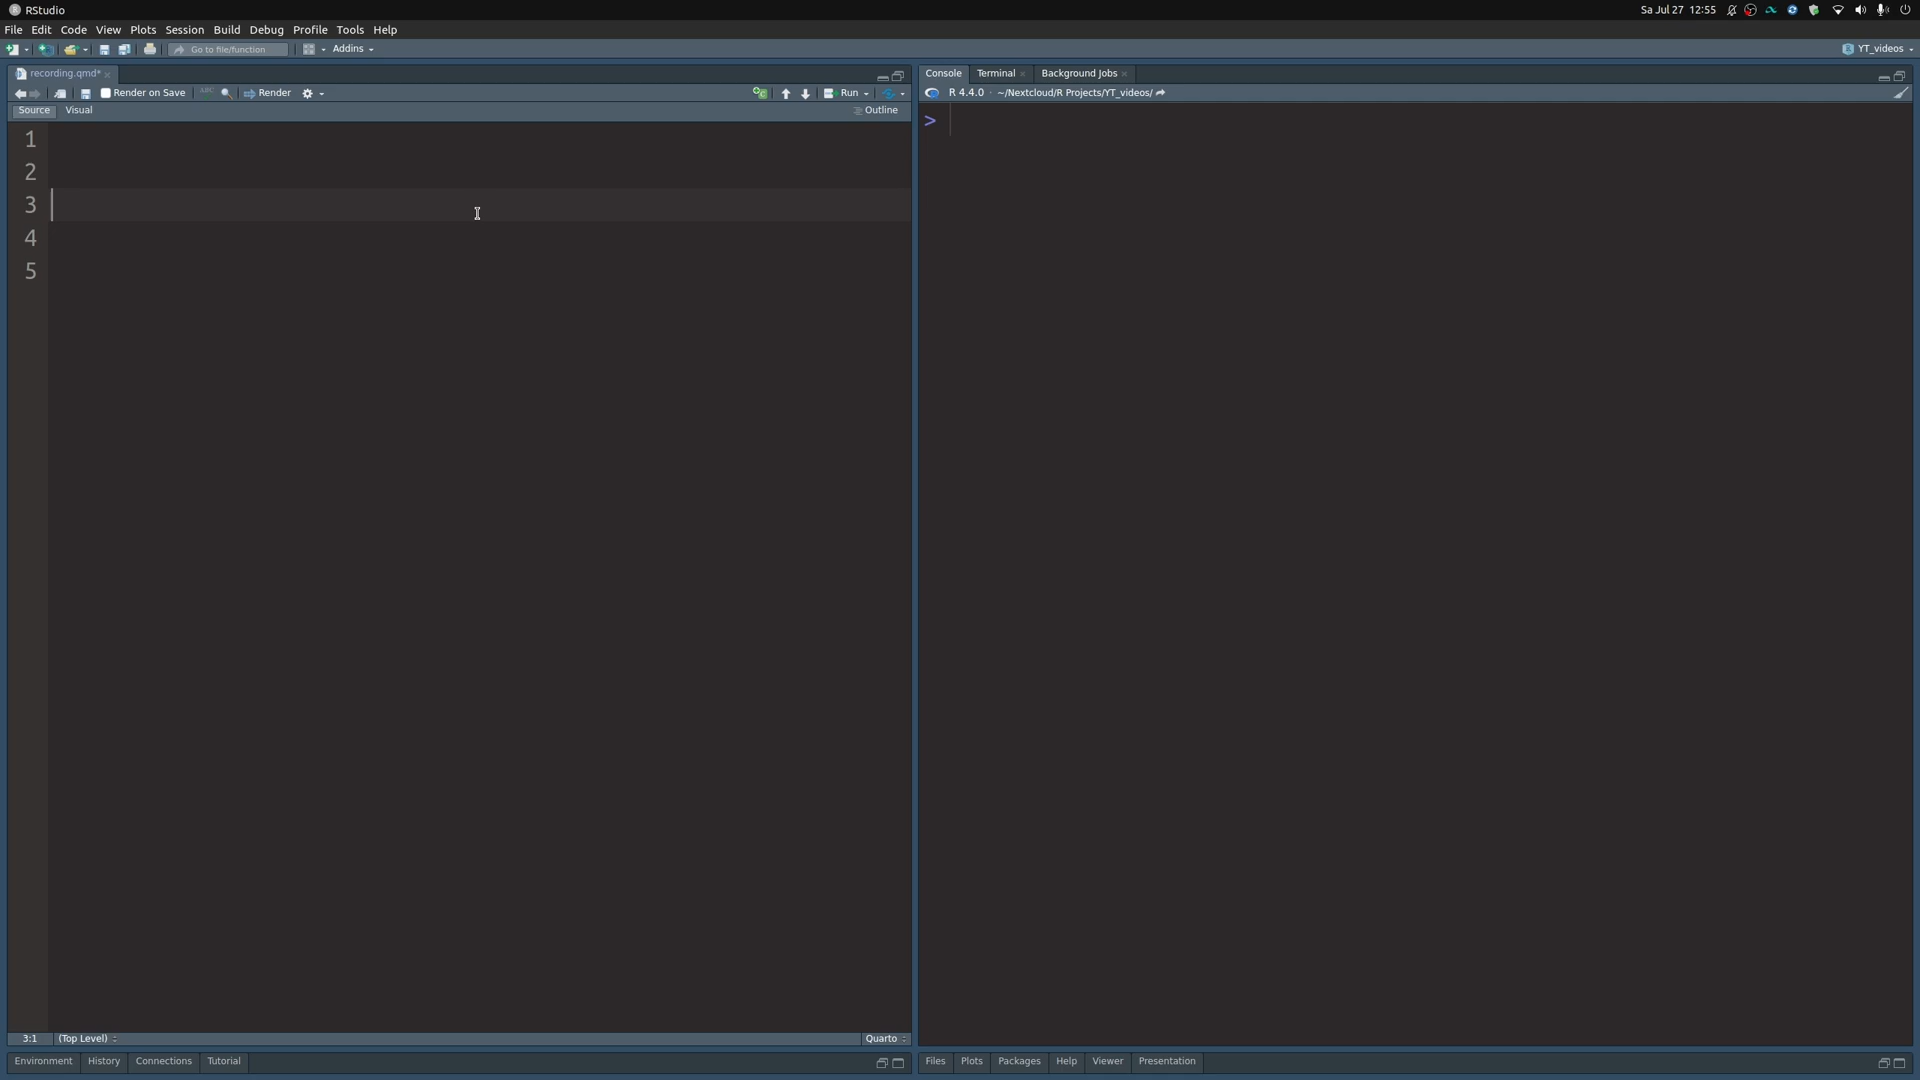 RStudio
Sa Jul 27 12:55
File Edit Code View Plots Session Build Debug Profile Tools Help
Go to file/function Addins YT_videos
recording.qmd*
Render on Save ABC Render Run
Source Visual Outline
1
2
3
4
5
3:1 (Top Level) Quarto
Environment History Connections Tutorial
Console Terminal Background Jobs
R 4.4.0 · ~/Nextcloud/R Projects/YT_videos/
>
Files Plots Packages Help Viewer Presentation